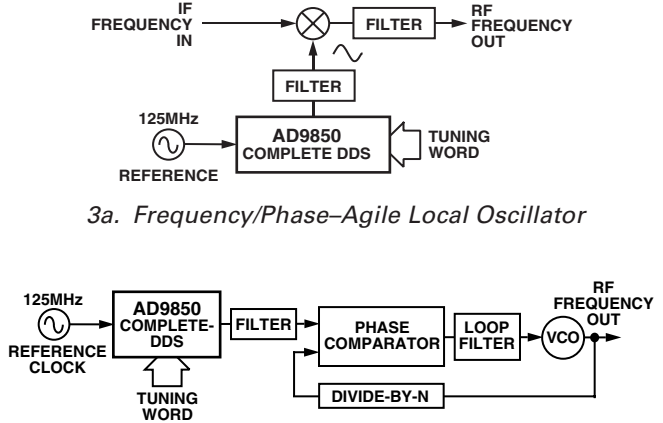 IF
FREQUENCY
IN
FILTER
RF
FREQUENCY
OUT
FILTER
125MHz
REFERENCE
AD9850
COMPLETE DDS
TUNING
WORD
3a. Frequency/Phase–Agile Local Oscillator
125MHz
REFERENCE
CLOCK
AD9850
COMPLETE-
DDS
TUNING
WORD
FILTER
PHASE
COMPARATOR
LOOP
FILTER
VCO
RF
FREQUENCY
OUT
DIVIDE-BY-N